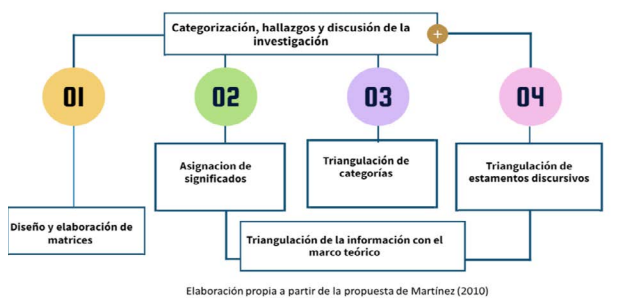 Categorización, hallazgos y discusión de la
investigación
+
01
02
03
04
Diseño y elaboración de
matrices
Asignacion de
significados
Triangulación de
categorías
Triangulación de
estamentos discursivos
Triangulación de la información con el
marco teórico
Elaboración propia a partir de la propuesta de Martínez (2010)